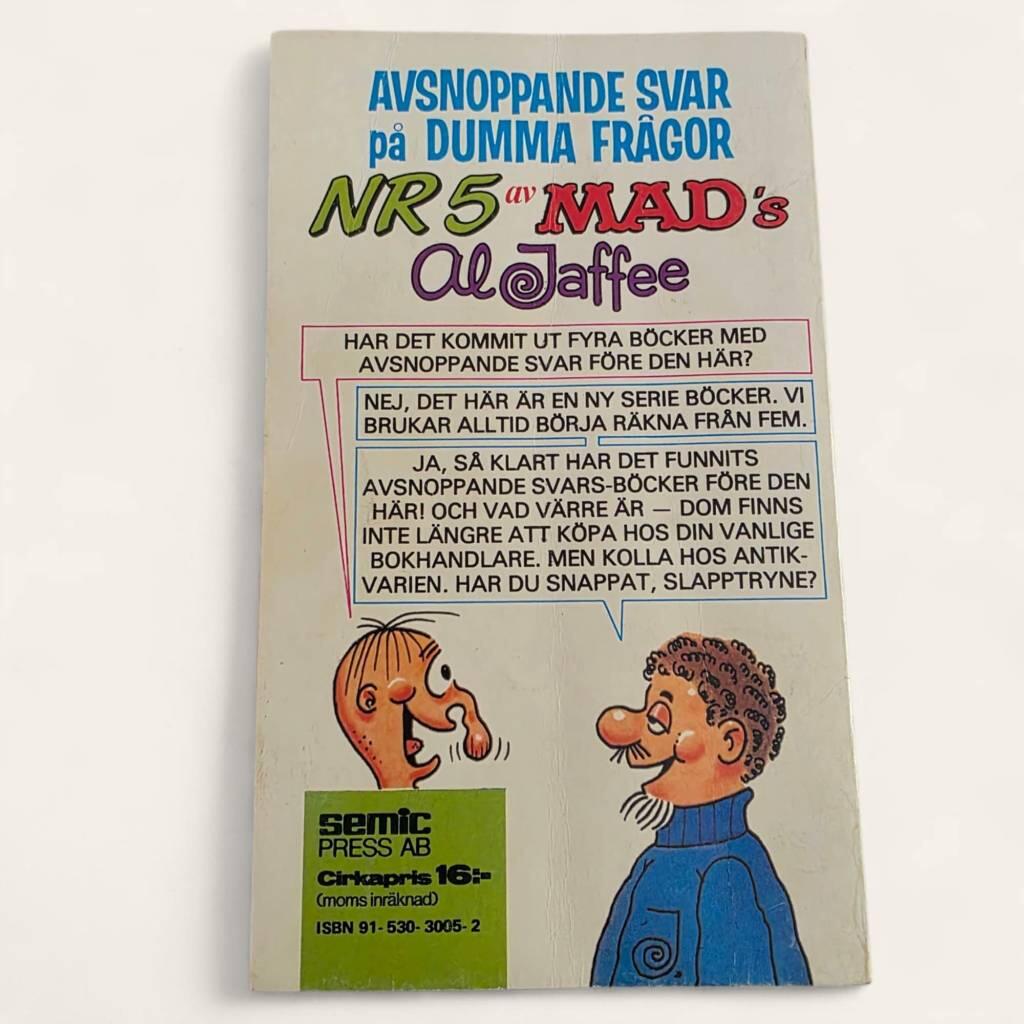 AVSNOPPANDE SVAR
på DUMMA FRÅGOR
NR 5 av MAD's
Al Jaffee
HAR DET KOMMIT UT FYRA BÖCKER MED
AVSNOPPANDE SVAR FÖRE DEN HÄR?
NEJ, DET HÄR ÄR EN NY SERIE BÖCKER. VI
BRUKAR ALLTID BÖRJA RÄKNA FRÅN FEM.
JA, SÅ KLART HAR DET FUNNITS
AVSNOPPANDE SVARS-BÖCKER FÖRE DEN
HÄR! OCH VAD VÄRRE ÄR — DOM FINNS
INTE LÄNGRE ATT KÖPA HOS DIN VANLIGE
BOKHANDLARE. MEN KOLLA HOS ANTIK-
VARIEN. HAR DU SNAPPAT, SLAPPTRYNE?
semic
PRESS AB
Cirkapris 16:-
(moms inräknad)
ISBN 91-530-3005-2